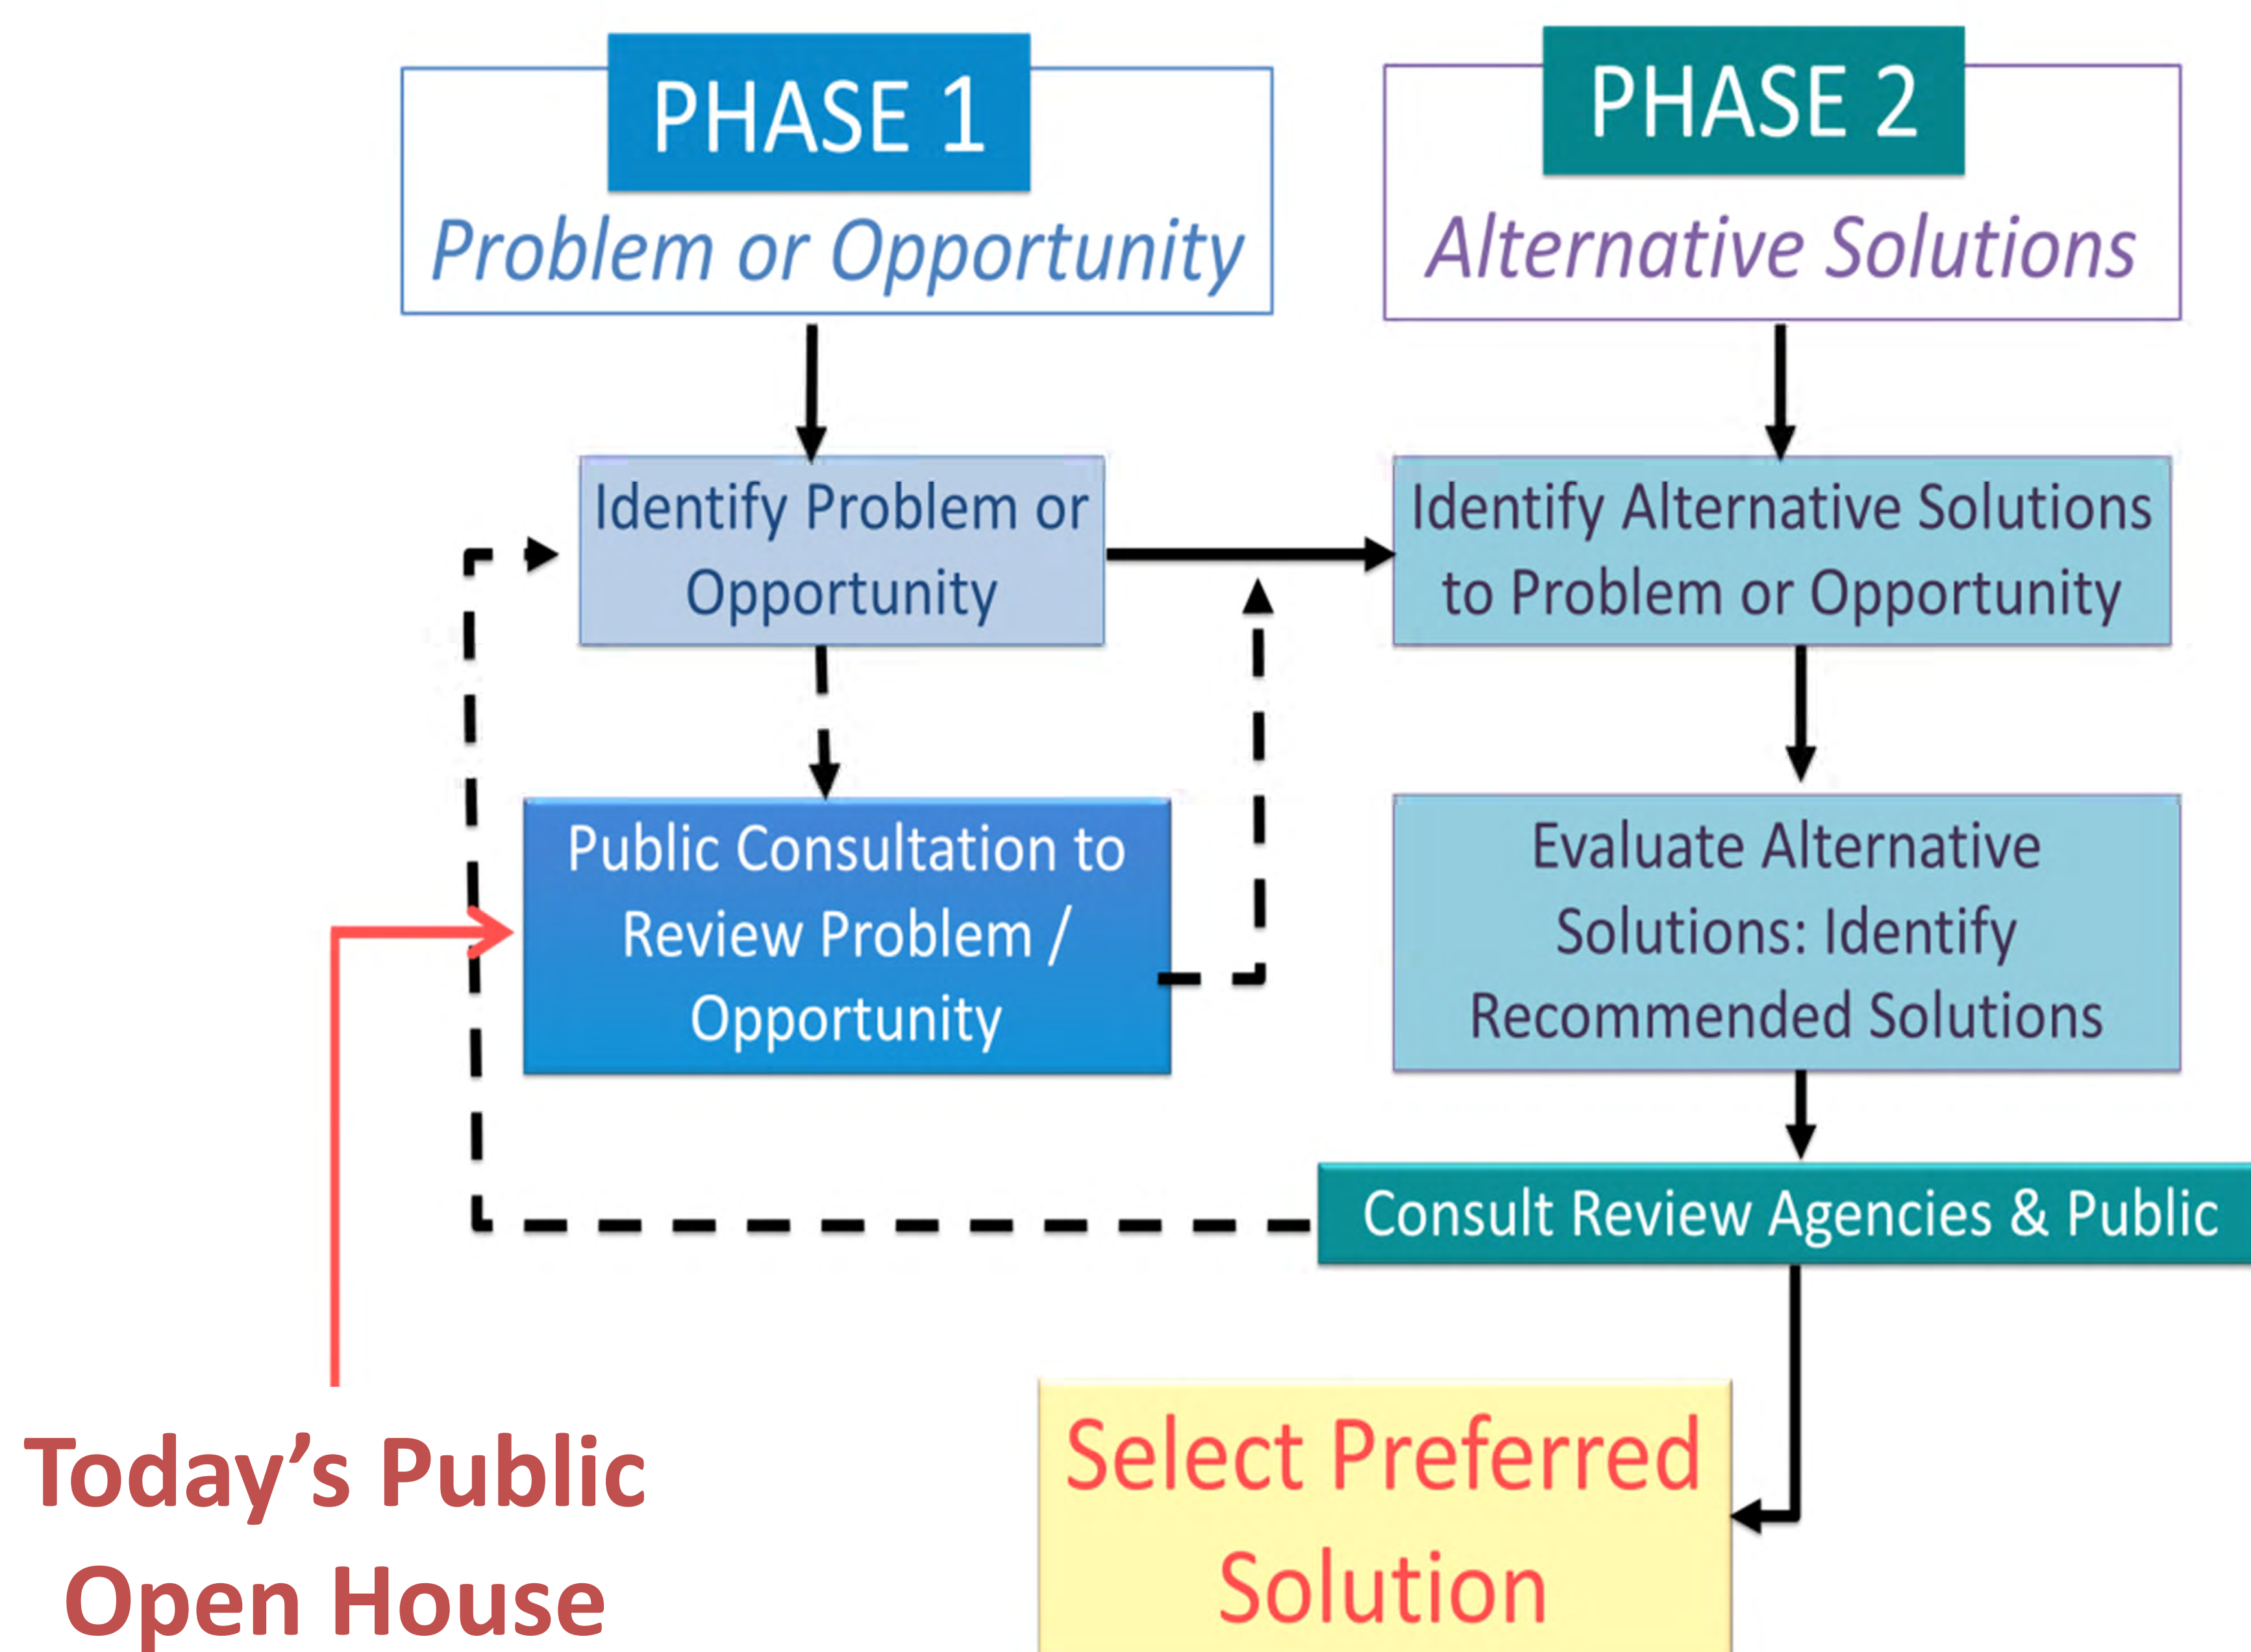 PHASE 1
Problem or Opportunity
PHASE 2
Alternative Solutions
Identify Problem or
Opportunity
Identify Alternative Solutions
to Problem or Opportunity
Public Consultation to
Review Problem /
Opportunity
Evaluate Alternative
Solutions: Identify
Recommended Solutions
Consult Review Agencies & Public
Select Preferred
Solution
Today’s Public
Open House